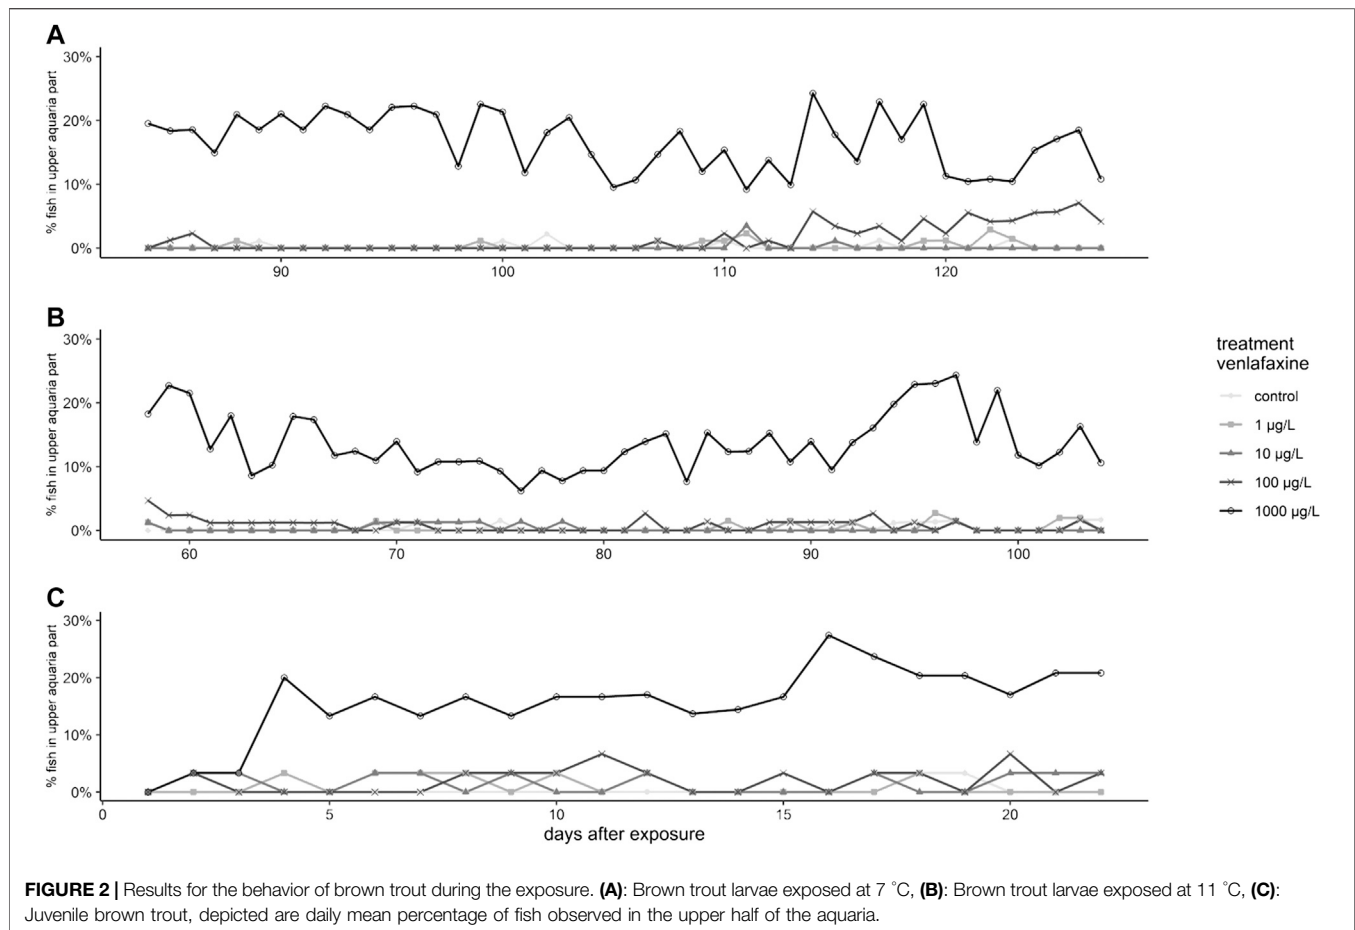 A
% fish in upper aquaria part
30%
20%
10%
0%
90
100
110
120
B
% fish in upper aquaria part
30%
20%
10%
0%
60
70
80
90
100
treatment
venlafaxine
control
1 µg/L
10 µg/L
100 µg/L
1000 µg/L
C
% fish in upper aquaria part
30%
20%
10%
0%
0
5
10
15
20
days after exposure
FIGURE 2 | Results for the behavior of brown trout during the exposure. (A): Brown trout larvae exposed at 7 °C, (B): Brown trout larvae exposed at 11 °C, (C):
Juvenile brown trout, depicted are daily mean percentage of fish observed in the upper half of the aquaria.